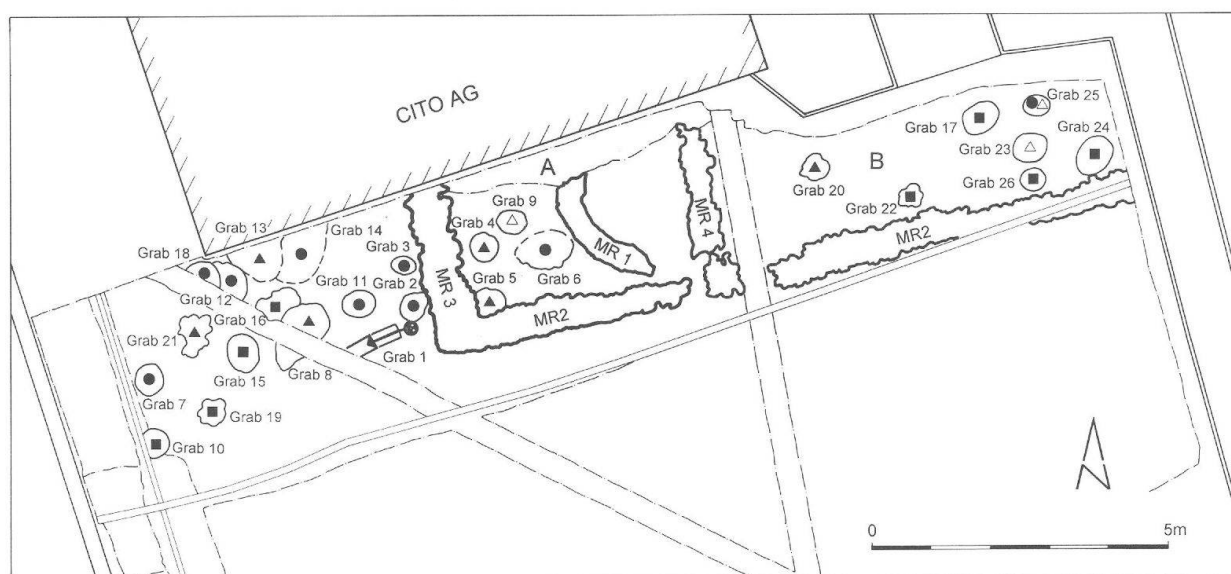 CITO AG
A
B
Grab 25
Grab 17
Grab 24
Grab 23
Grab 20
Grab 26
Grab 22
Grab 9
Grab 4
Grab 13
Grab 14
Grab 3
Grab 18
MR 4
MR 1
MR2
MR 3
Grab 5
Grab 6
Grab 11
Grab 2
Grab 12
Grab 16
Grab 21
MR2
Grab 1
Grab 15
Grab 8
Grab 7
Grab 19
Grab 10
N
0
5m